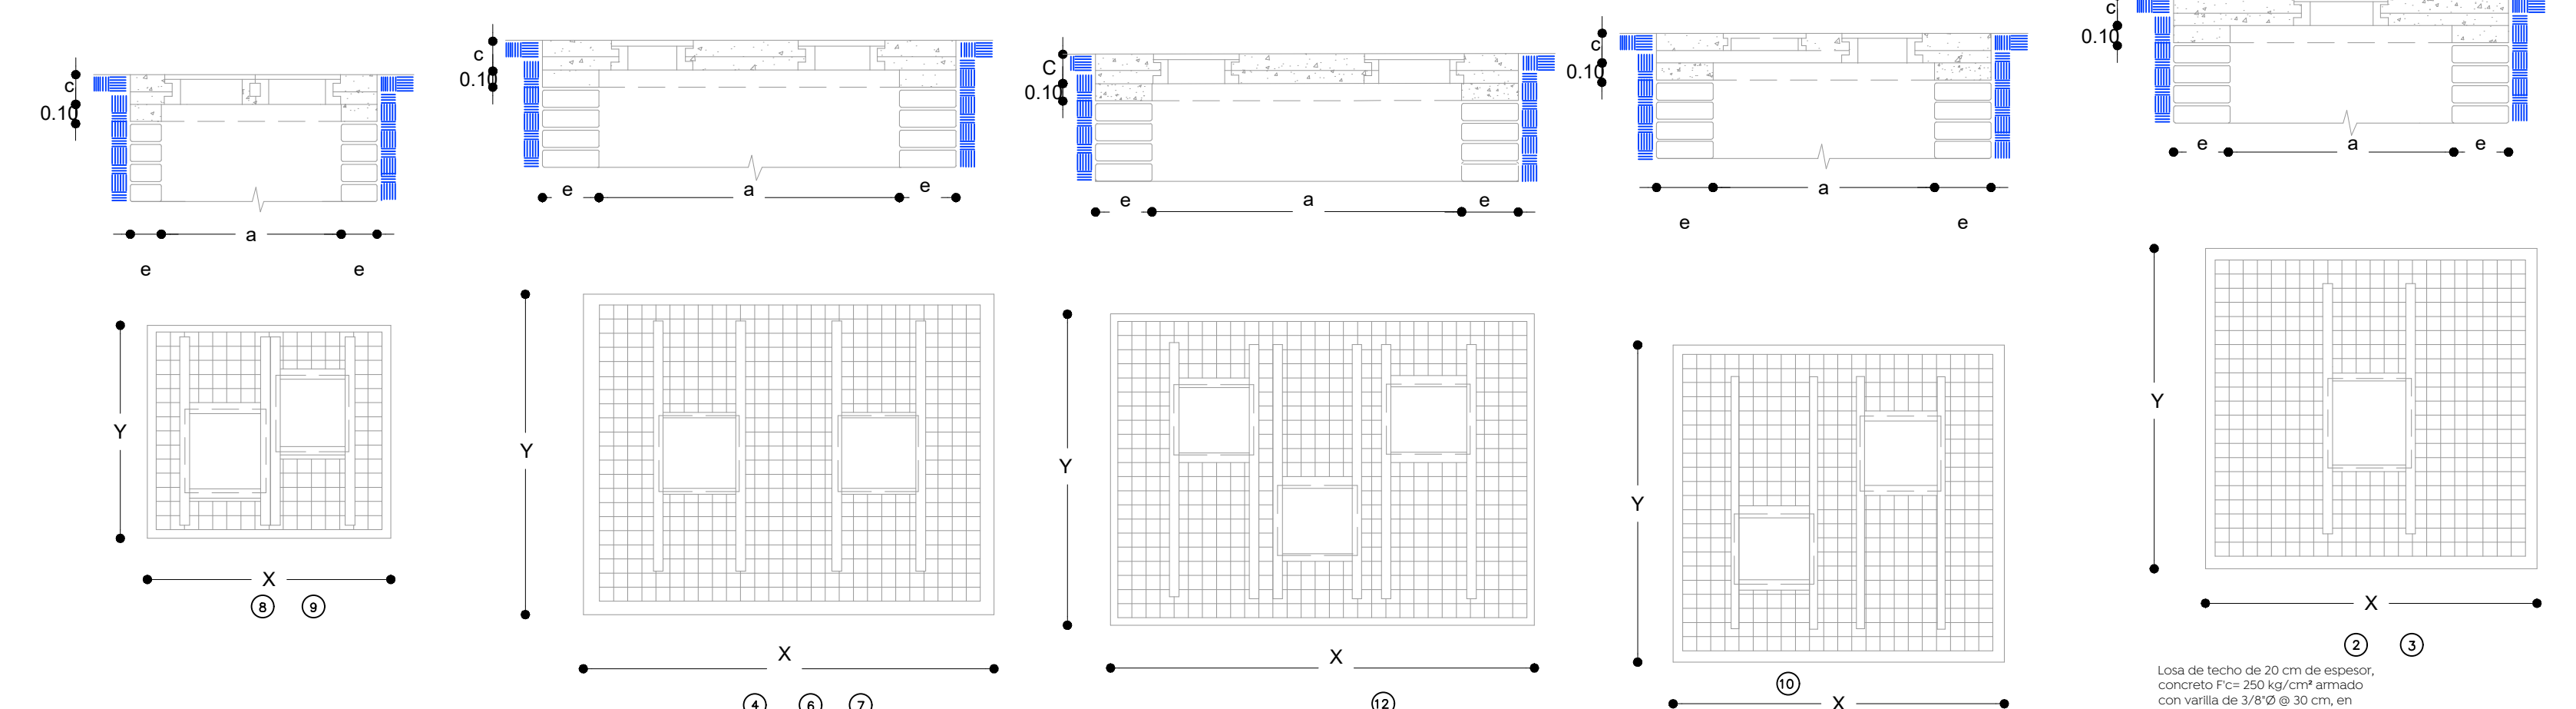 c
0.10
a
e e
Y
X
8 9
c
0.10
e a e
Y
X
4 6 7
C
0.10
e a e
Y
X
12
c
0.10
a
e e
Y
10
X
c
0.10
e a e
Y
X
2 3
Losa de techo de 20 cm de espesor,
concreto F'c= 250 kg/cm² armado
con varilla de 3/8"Ø @ 30 cm, en